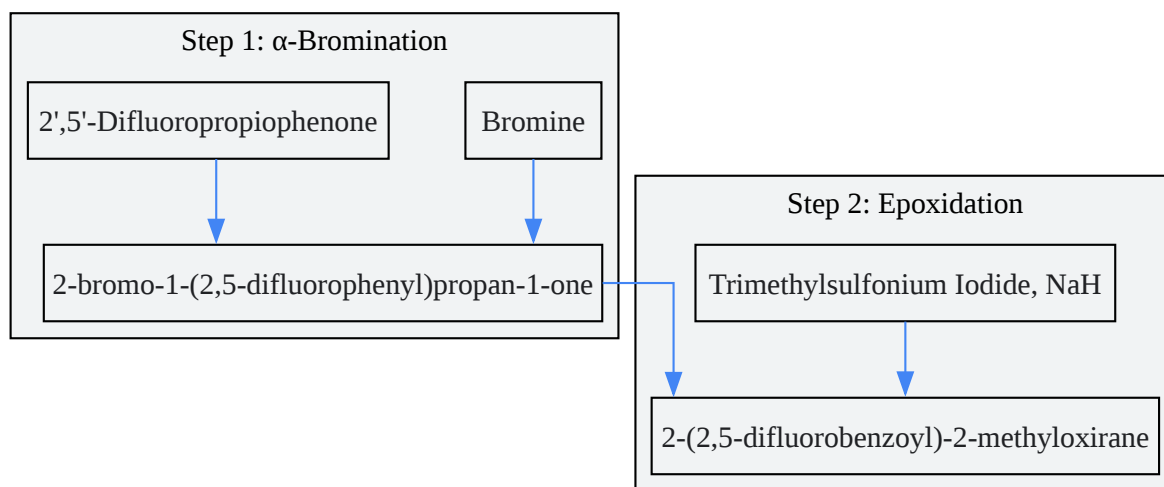 Step 1: α-Bromination
2',5'-Difluoropropiophenone
Bromine
2-bromo-1-(2,5-difluorophenyl)propan-1-one
Step 2: Epoxidation
Trimethylsulfonium Iodide, NaH
2-(2,5-difluorobenzoyl)-2-methyloxirane